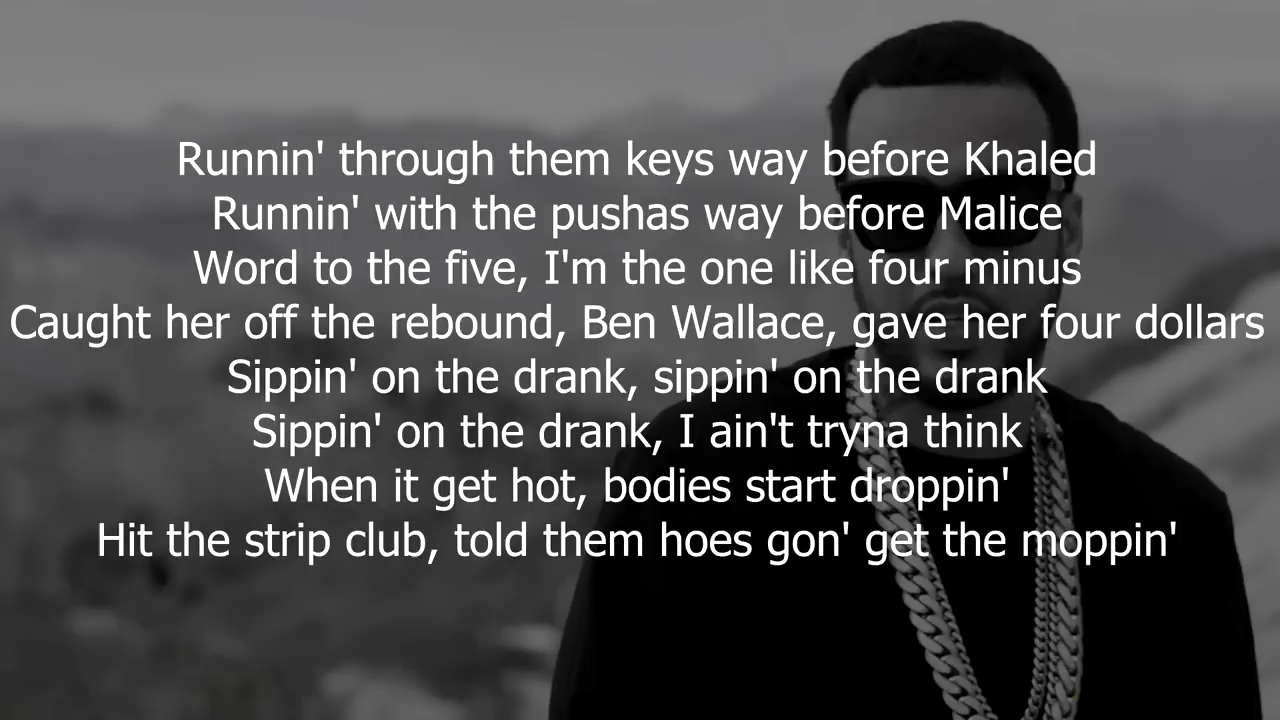 Runnin' through them keys way before Khaled
Runnin' with the pushas way before Malice
Word to the five, I'm the one like four minus
Caught her off the rebound, Ben Wallace, gave her four dollars
Sippin' on the drank, sippin' on the drank
Sippin' on the drank, I ain't tryna think
When it get hot, bodies start droppin'
Hit the strip club, told them hoes gon' get the moppin'